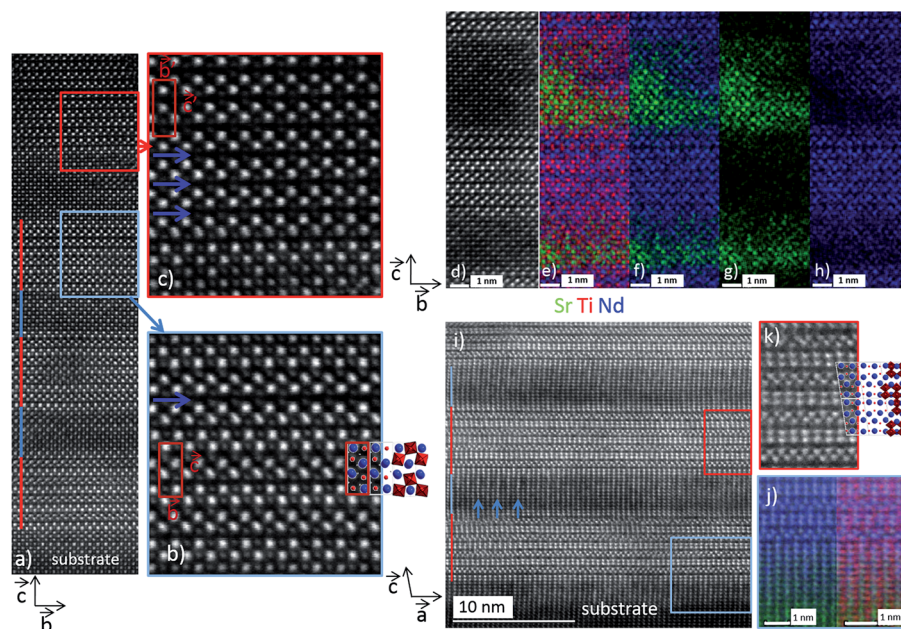 b
c
c)
a)
substrate
c
b
c
b
b)
c
b
d)
1 nm
e)
1 nm
f)
1 nm
g)
1 nm
h)
1 nm
Sr Ti Nd
i)
10 nm
substrate
c
a
k)
j)
1 nm
1 nm